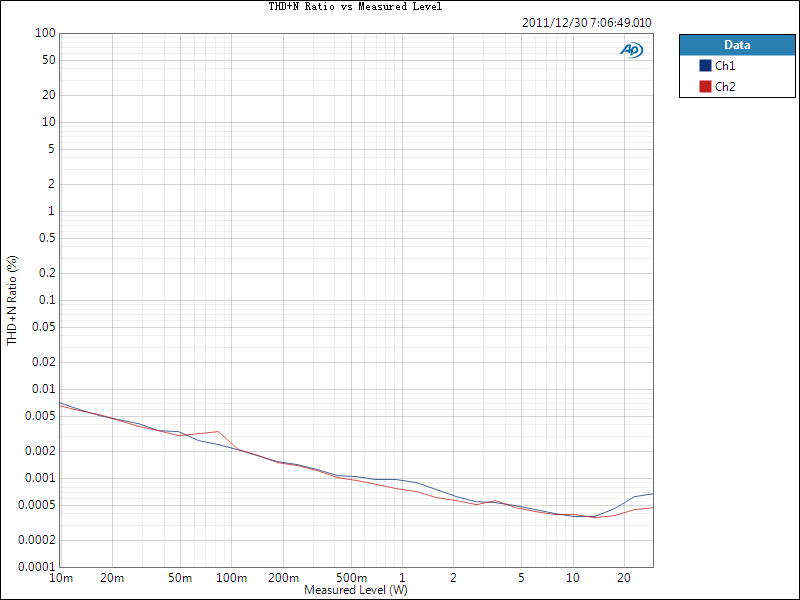 THD+N Ratio vs Measured Level
2011/12/30 7:06:49.010
AP
Data
Ch1
Ch2
THD+N Ratio (%)
100
50
20
10
5
2
1
0.5
0.2
0.1
0.05
0.02
0.01
0.005
0.002
0.001
0.0005
0.0002
0.0001
10m 20m 50m 100m 200m 500m 1 2 5 10 20
Measured Level (W)